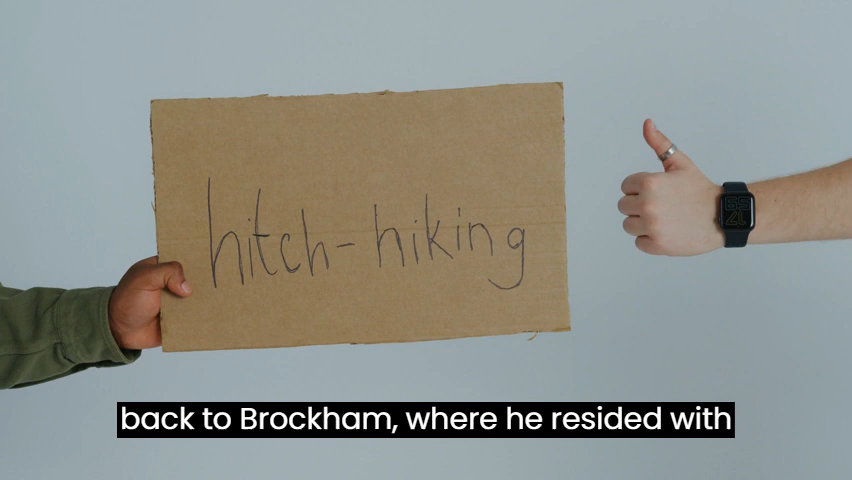 hitch-hiking
back to Brockham, where he resided with